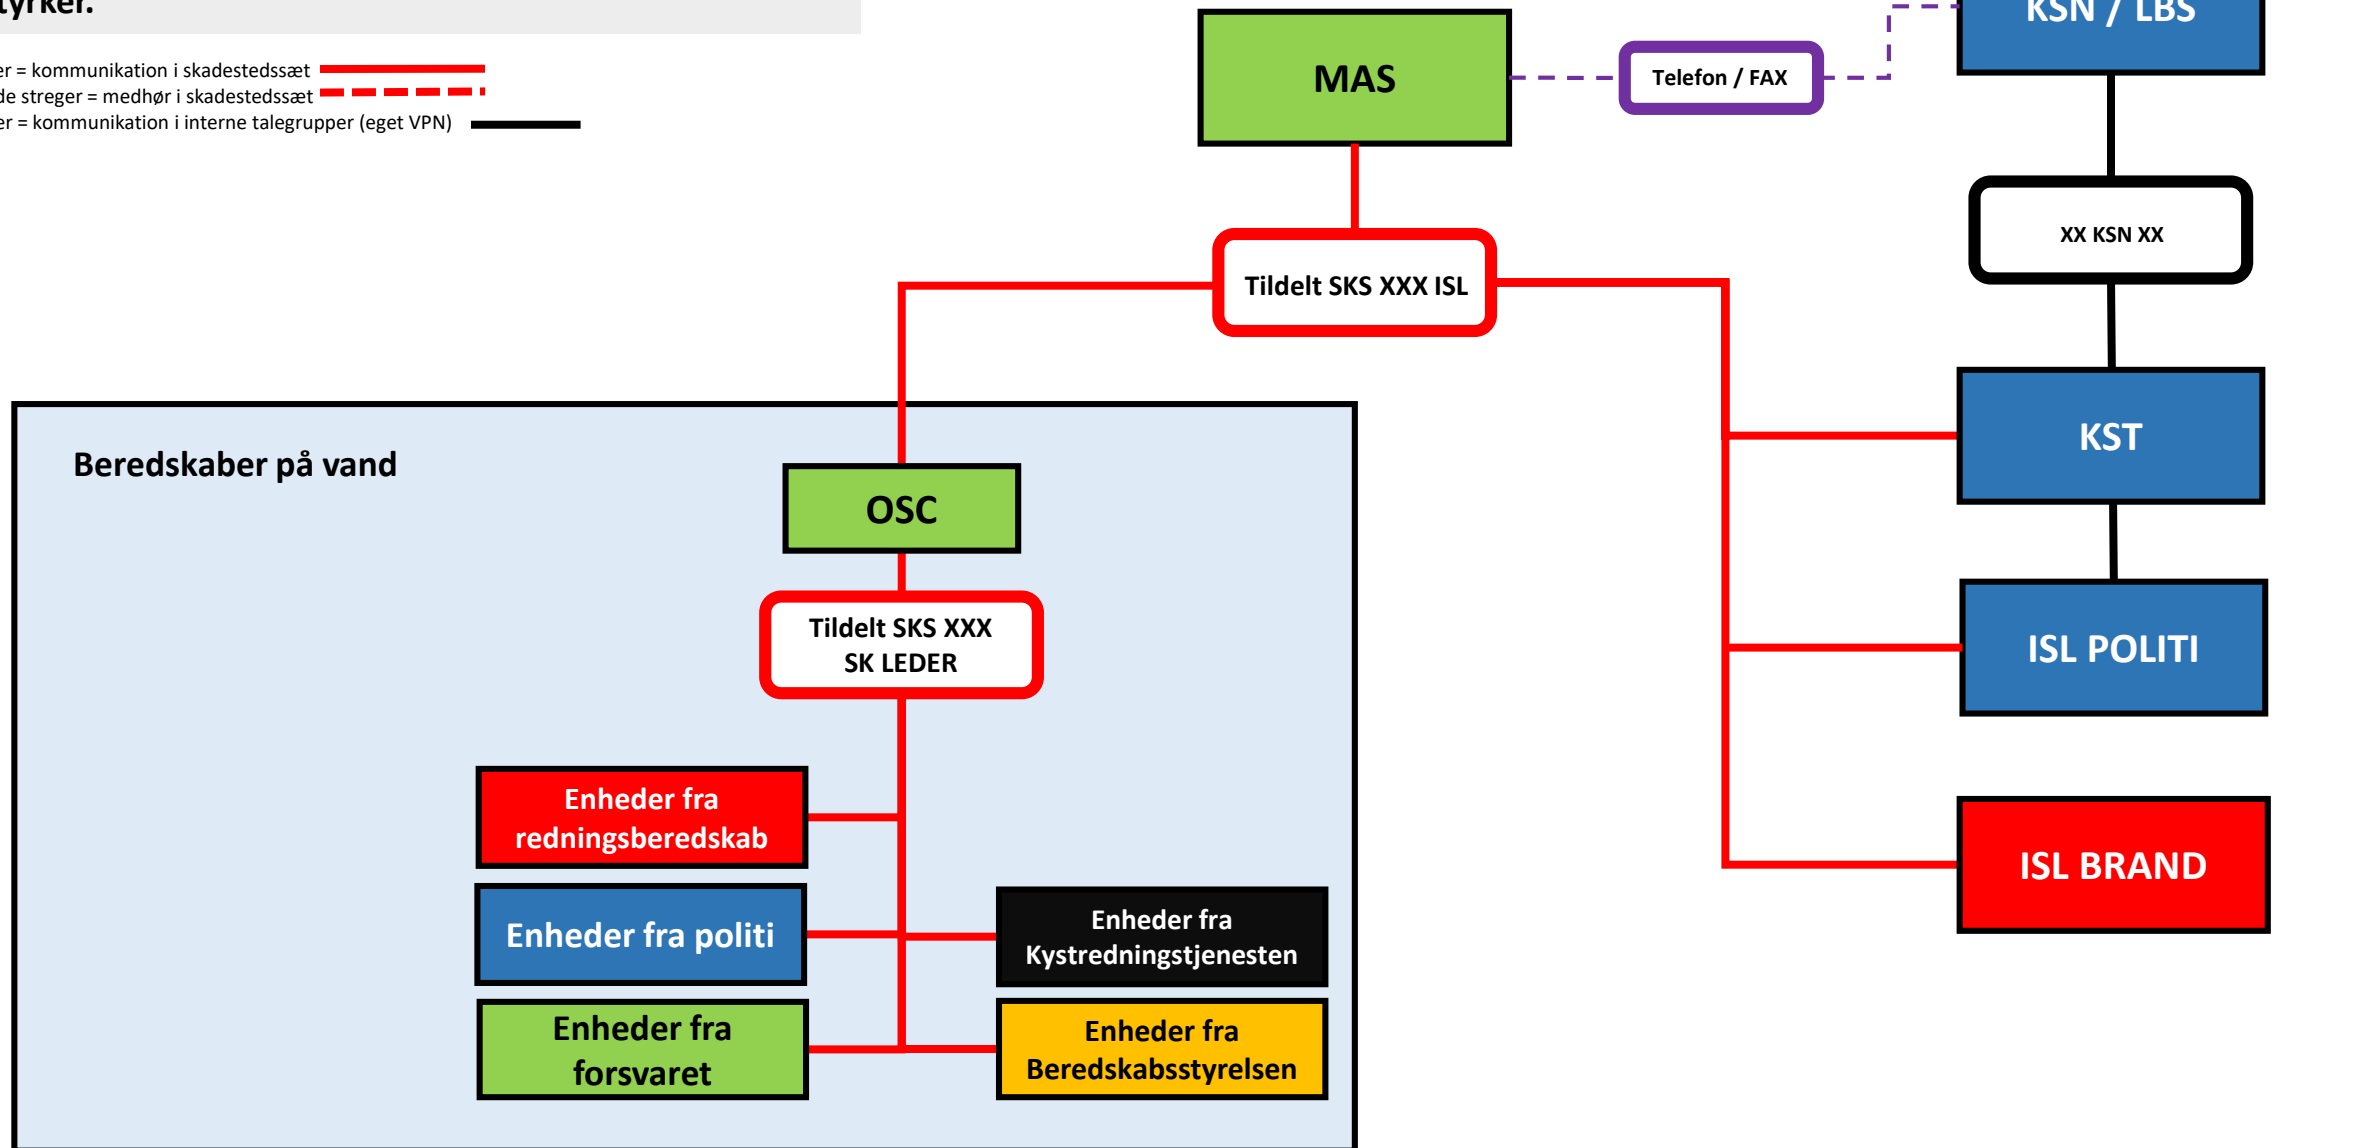 tyrker.
KSN / LBS
er = kommunikation i skadestedssæt
de streger = medhør i skadestedssæt
er = kommunikation i interne talegrupper (eget VPN)
MAS
Telefon / FAX
XX KSN XX
Tildelt SKS XXX ISL
KST
Beredskaber på vand
OSC
Tildelt SKS XXX
SK LEDER
ISL POLITI
Enheder fra
redningsberedskab
ISL BRAND
Enheder fra politi
Enheder fra
Kystredningstjenesten
Enheder fra
forsvaret
Enheder fra
Beredskabsstyrelsen